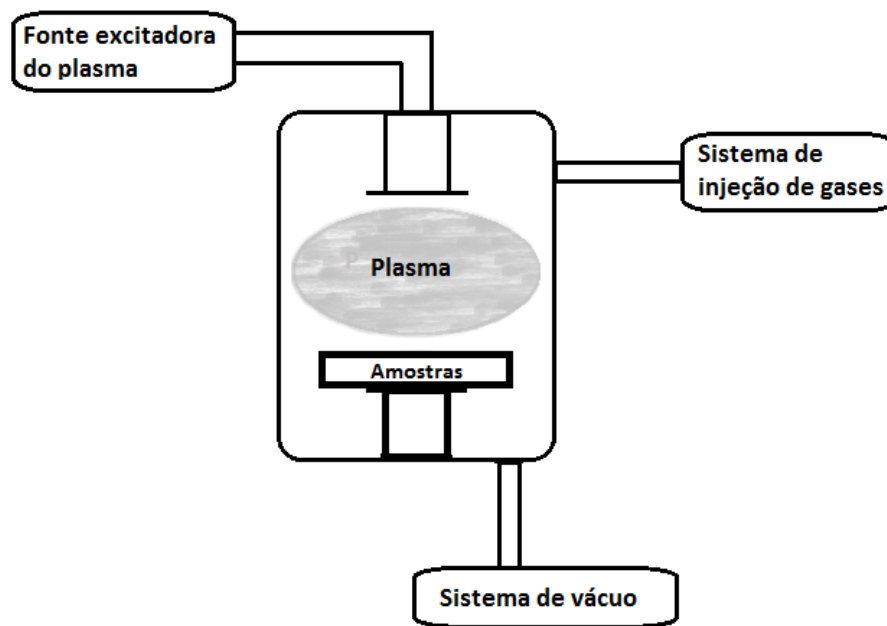 Fonte excitadora
do plasma
Sistema de
injeção de gases
Plasma
Amostras
Sistema de vácuo